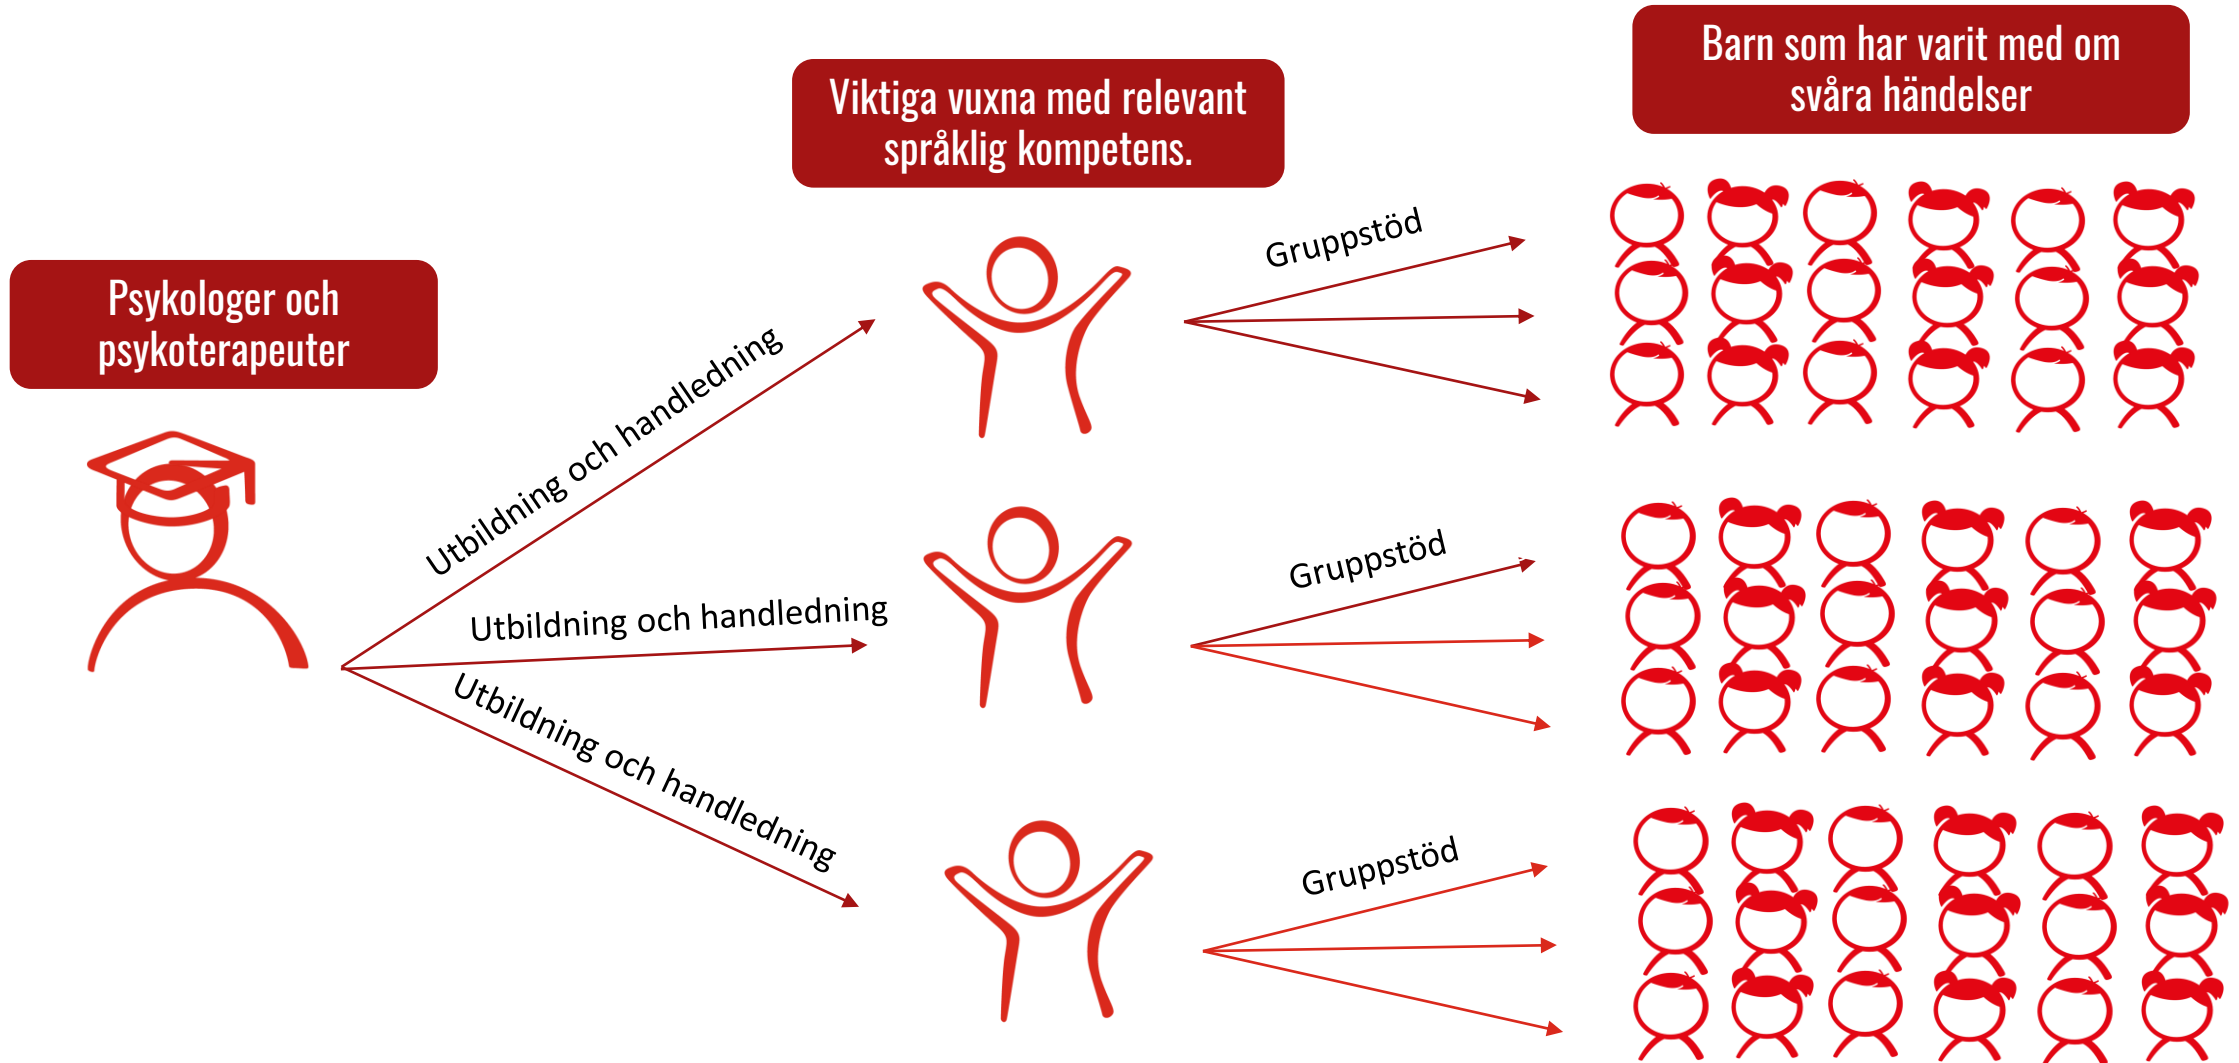 Psykologer och
psykoterapeuter
Viktiga vuxna med relevant
språklig kompetens.
Barn som har varit med om
svåra händelser
Utbildning och handledning
Utbildning och handledning
Utbildning och handledning
Gruppstöd
Gruppstöd
Gruppstöd